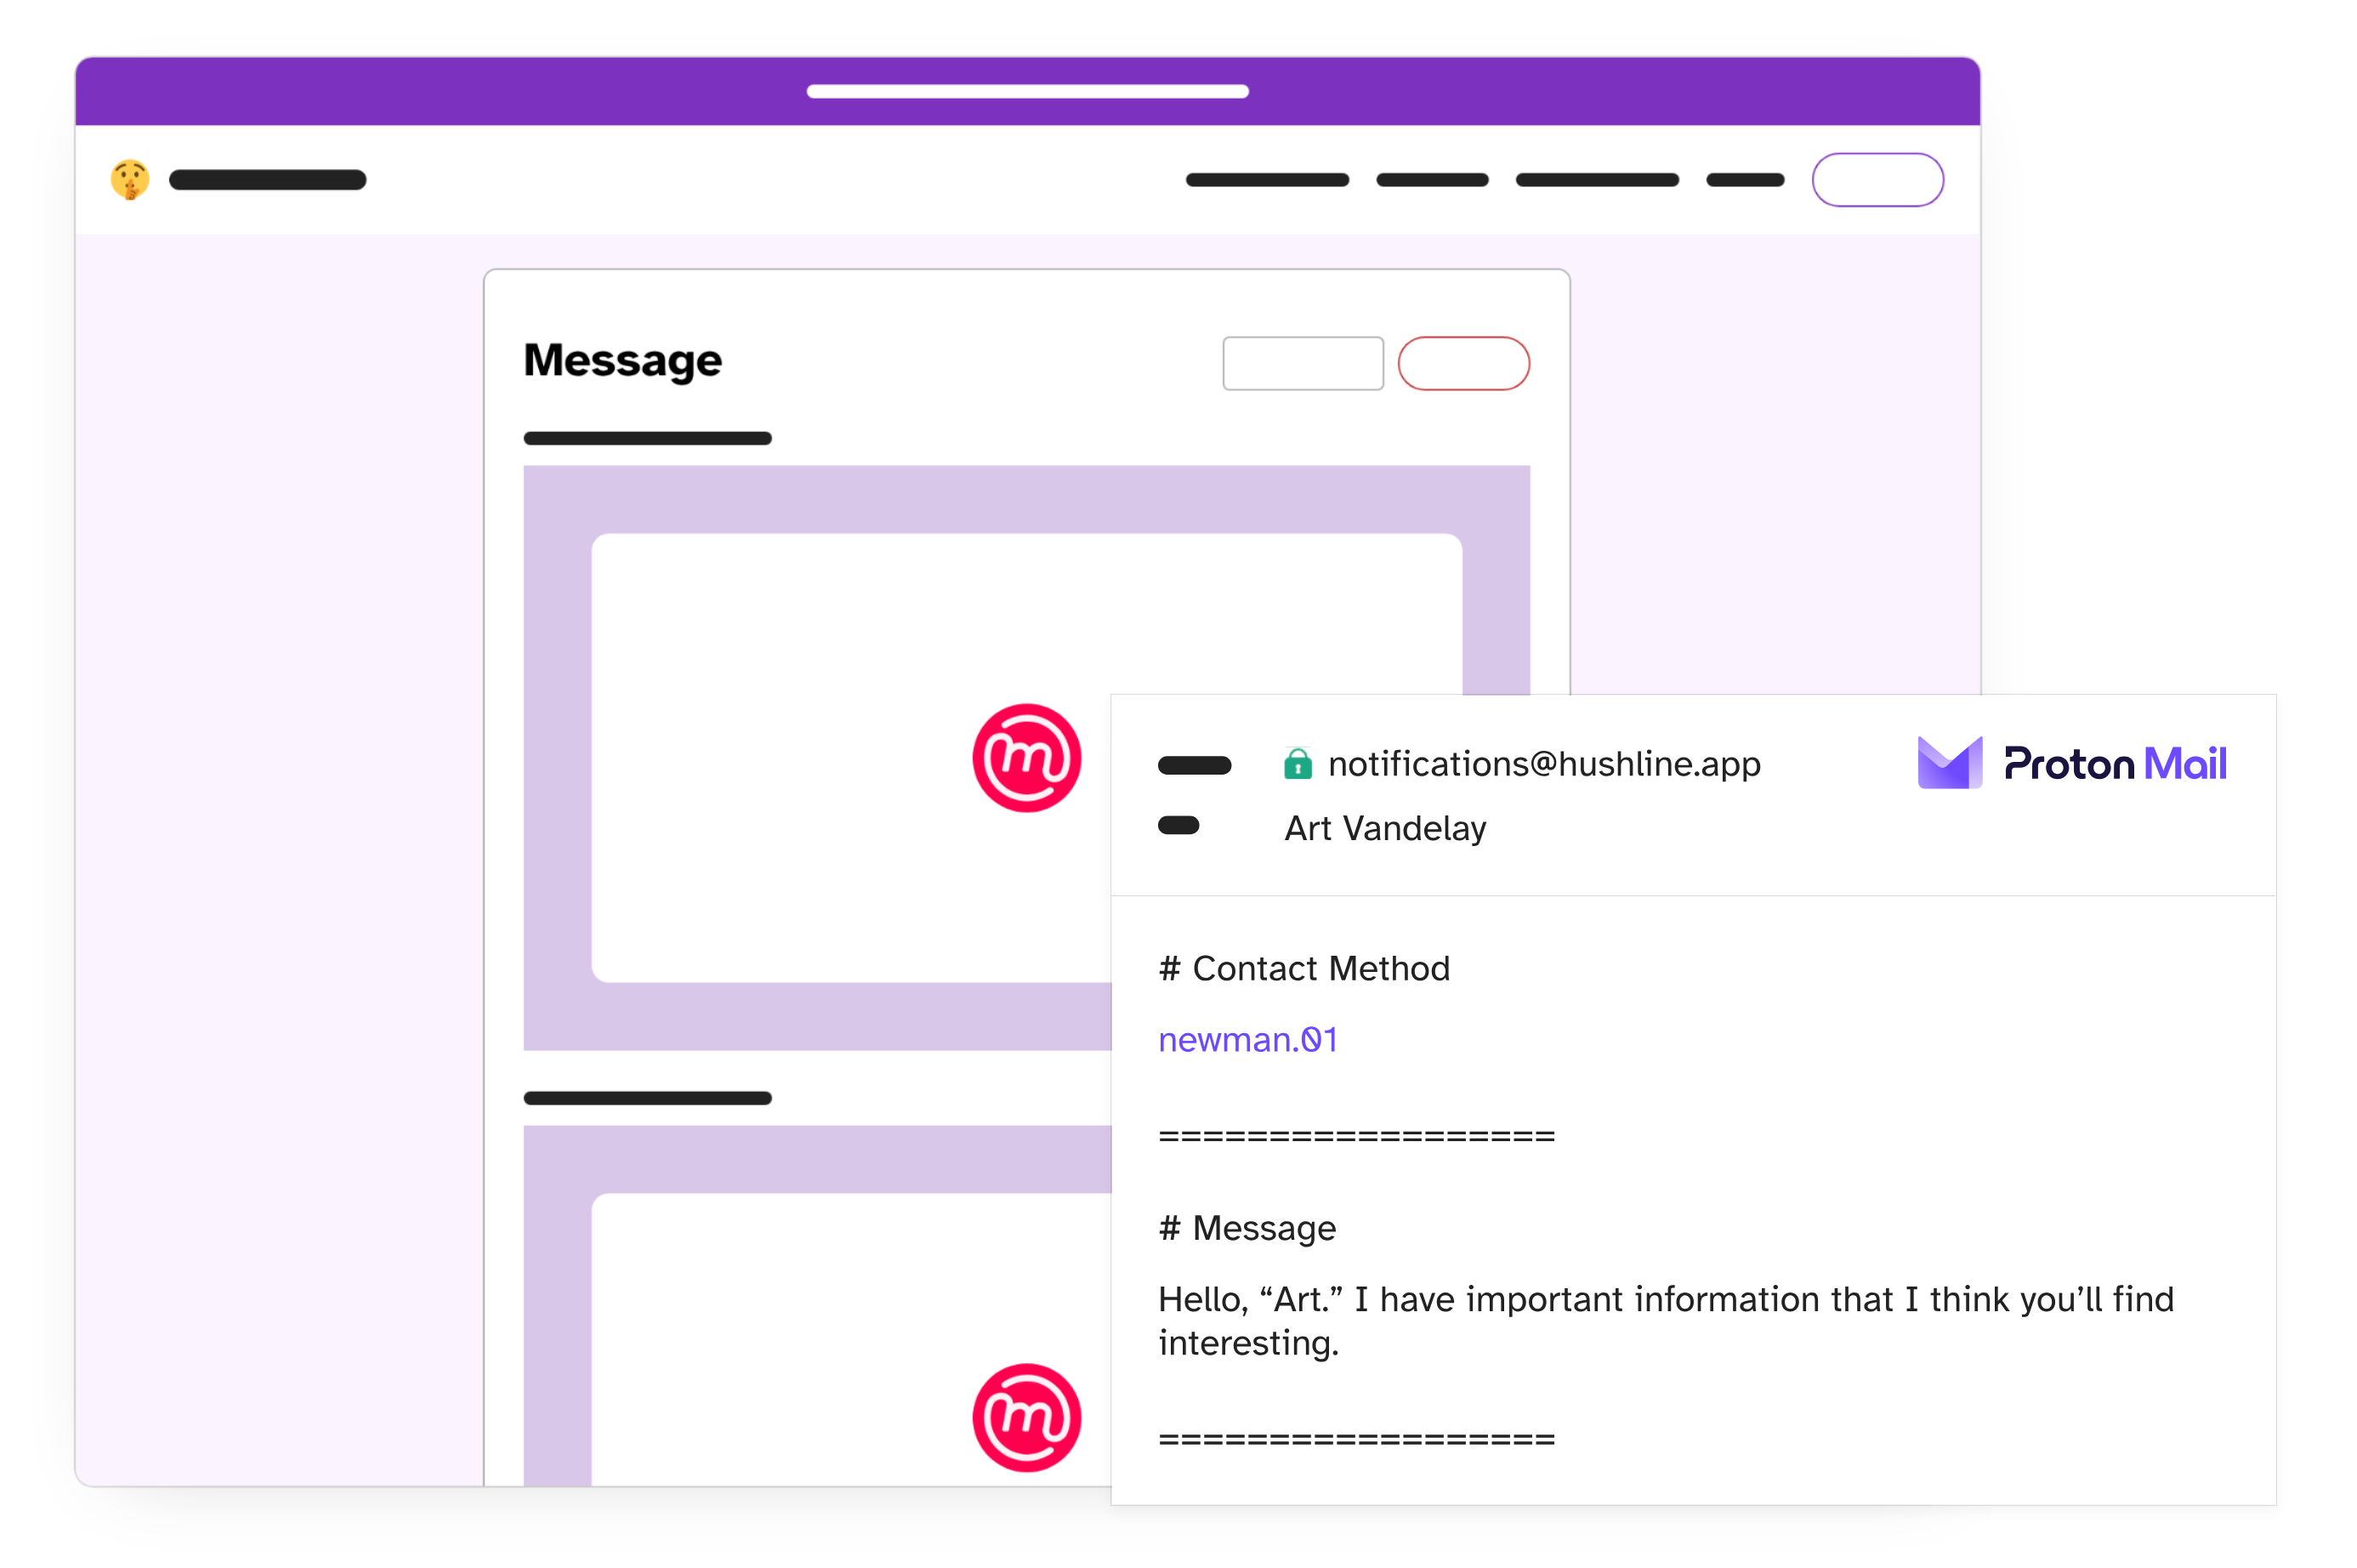 Message
m
notifications@hushline.app
Proton Mail
Art Vandelay
# Contact Method
newman.01
==================
# Message
Hello, “Art.” I have important information that I think you’ll find
interesting.
==================
m